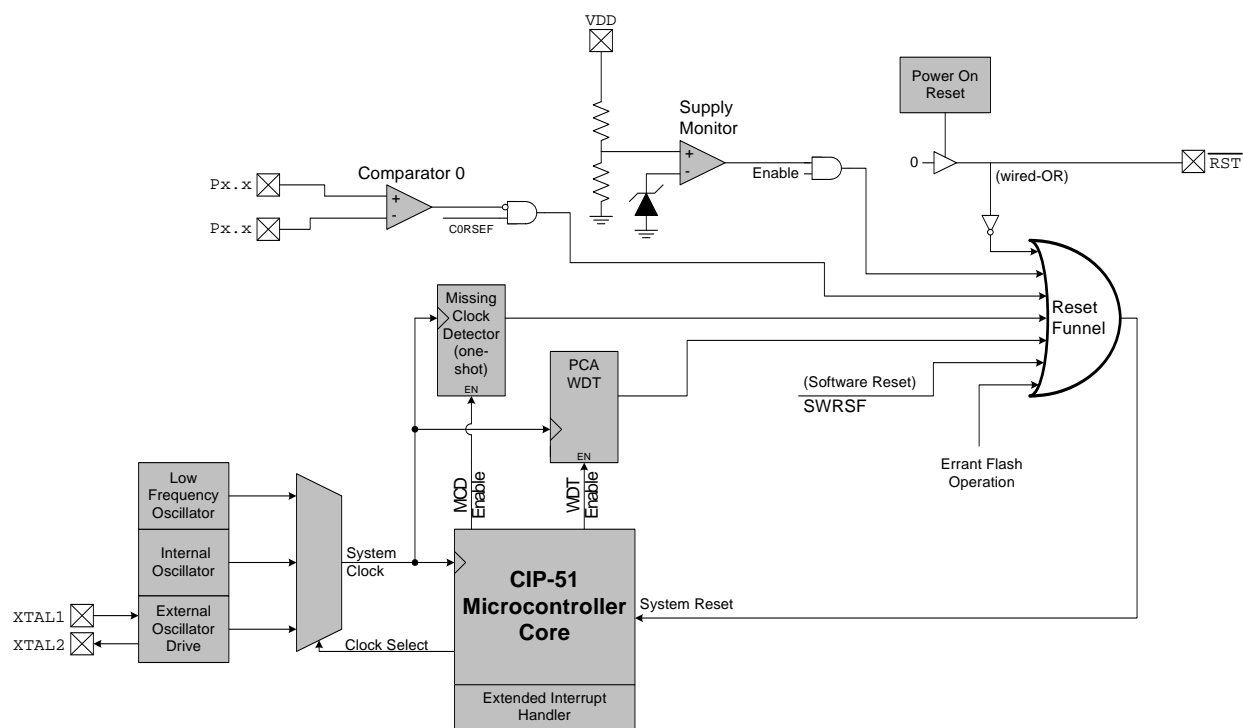 VDD
Power On
Reset
Supply
Monitor
+
-
Enable
0
(wired-OR)
RST
Px.x
Px.x
Comparator 0
+
-
C0RSEF
Missing
Clock
Detector
(one-
shot)
EN
PCA
WDT
EN
Reset
Funnel
(Software Reset)
SWRSF
Errant Flash
Operation
MCD
Enable
WDT
Enable
Low
Frequency
Oscillator
Internal
Oscillator
External
Oscillator
Drive
XTAL1
XTAL2
System
Clock
Clock Select
CIP-51
Microcontroller
Core
System Reset
Extended Interrupt
Handler